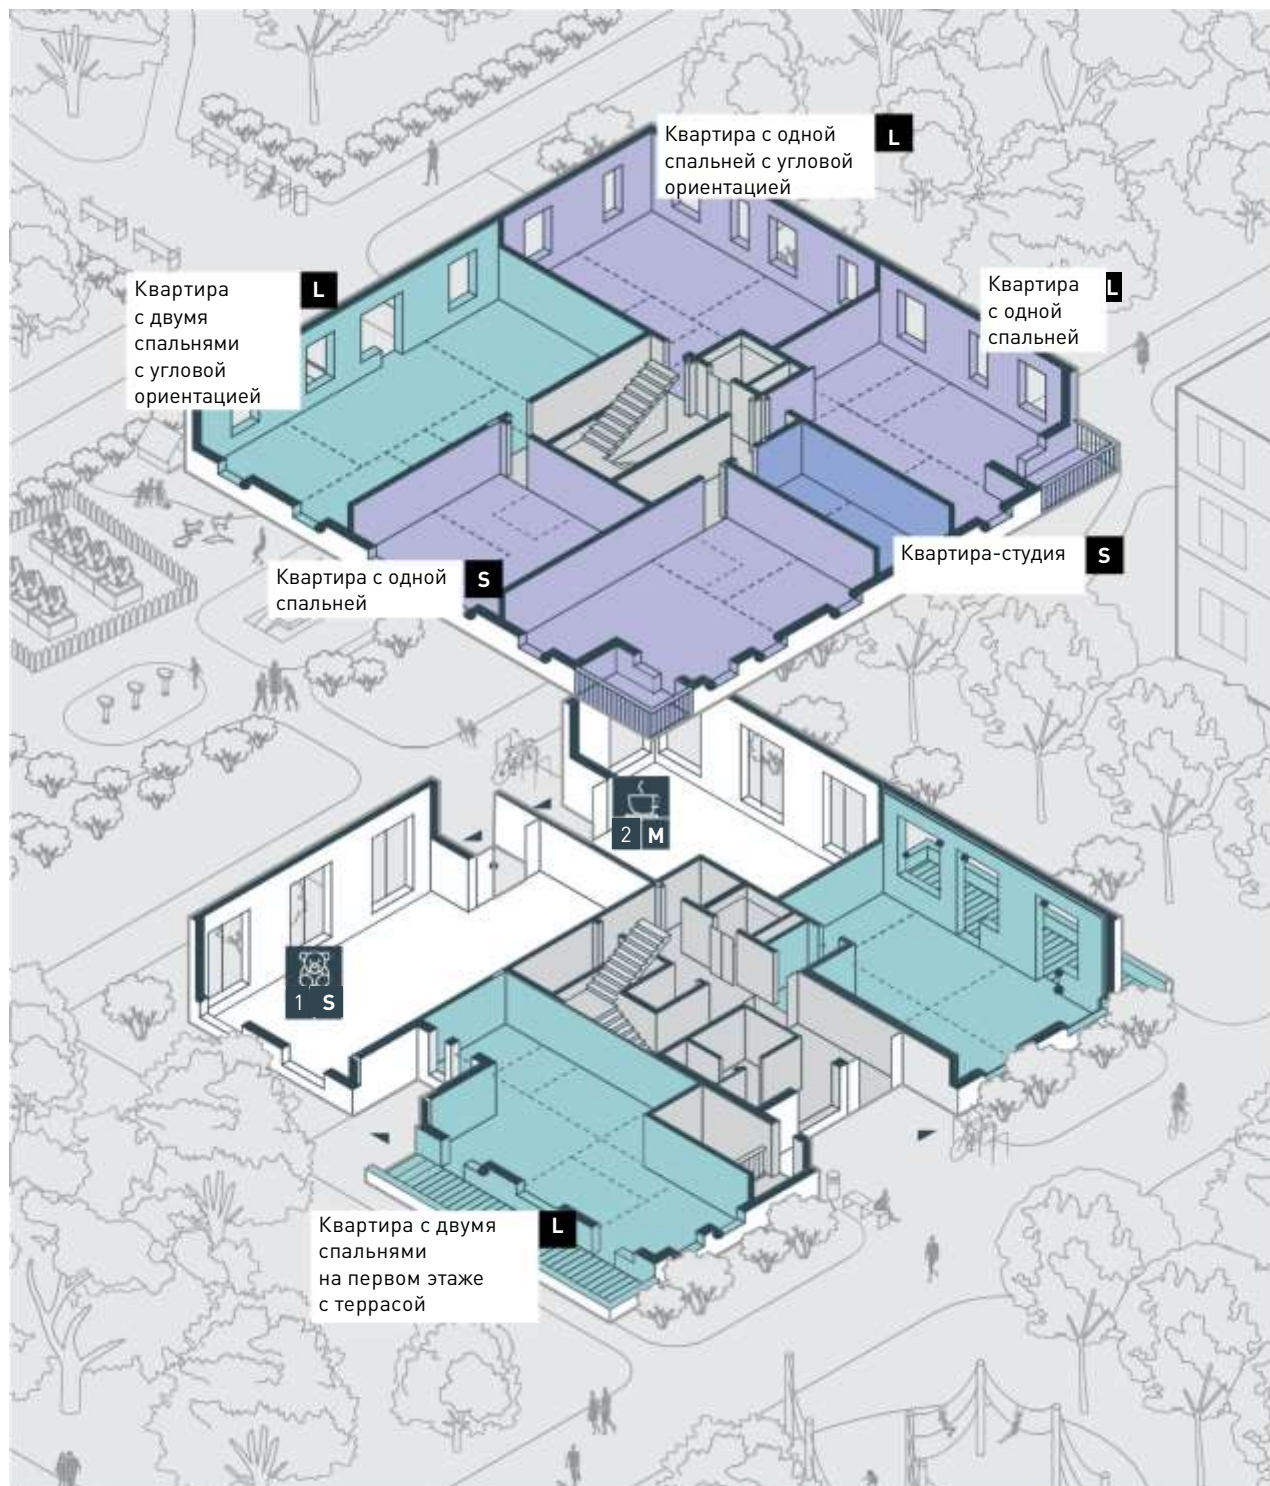 Квартира с одной
спальней с угловой
ориентацией
L
Квартира
с двумя
спальнями
с угловой
ориентацией
L
Квартира
с одной
спальней
L
Квартира с одной
спальней
S
Квартира-студия
S
2 M
1 S
Квартира с двумя
спальнями
на первом этаже
с террасой
L